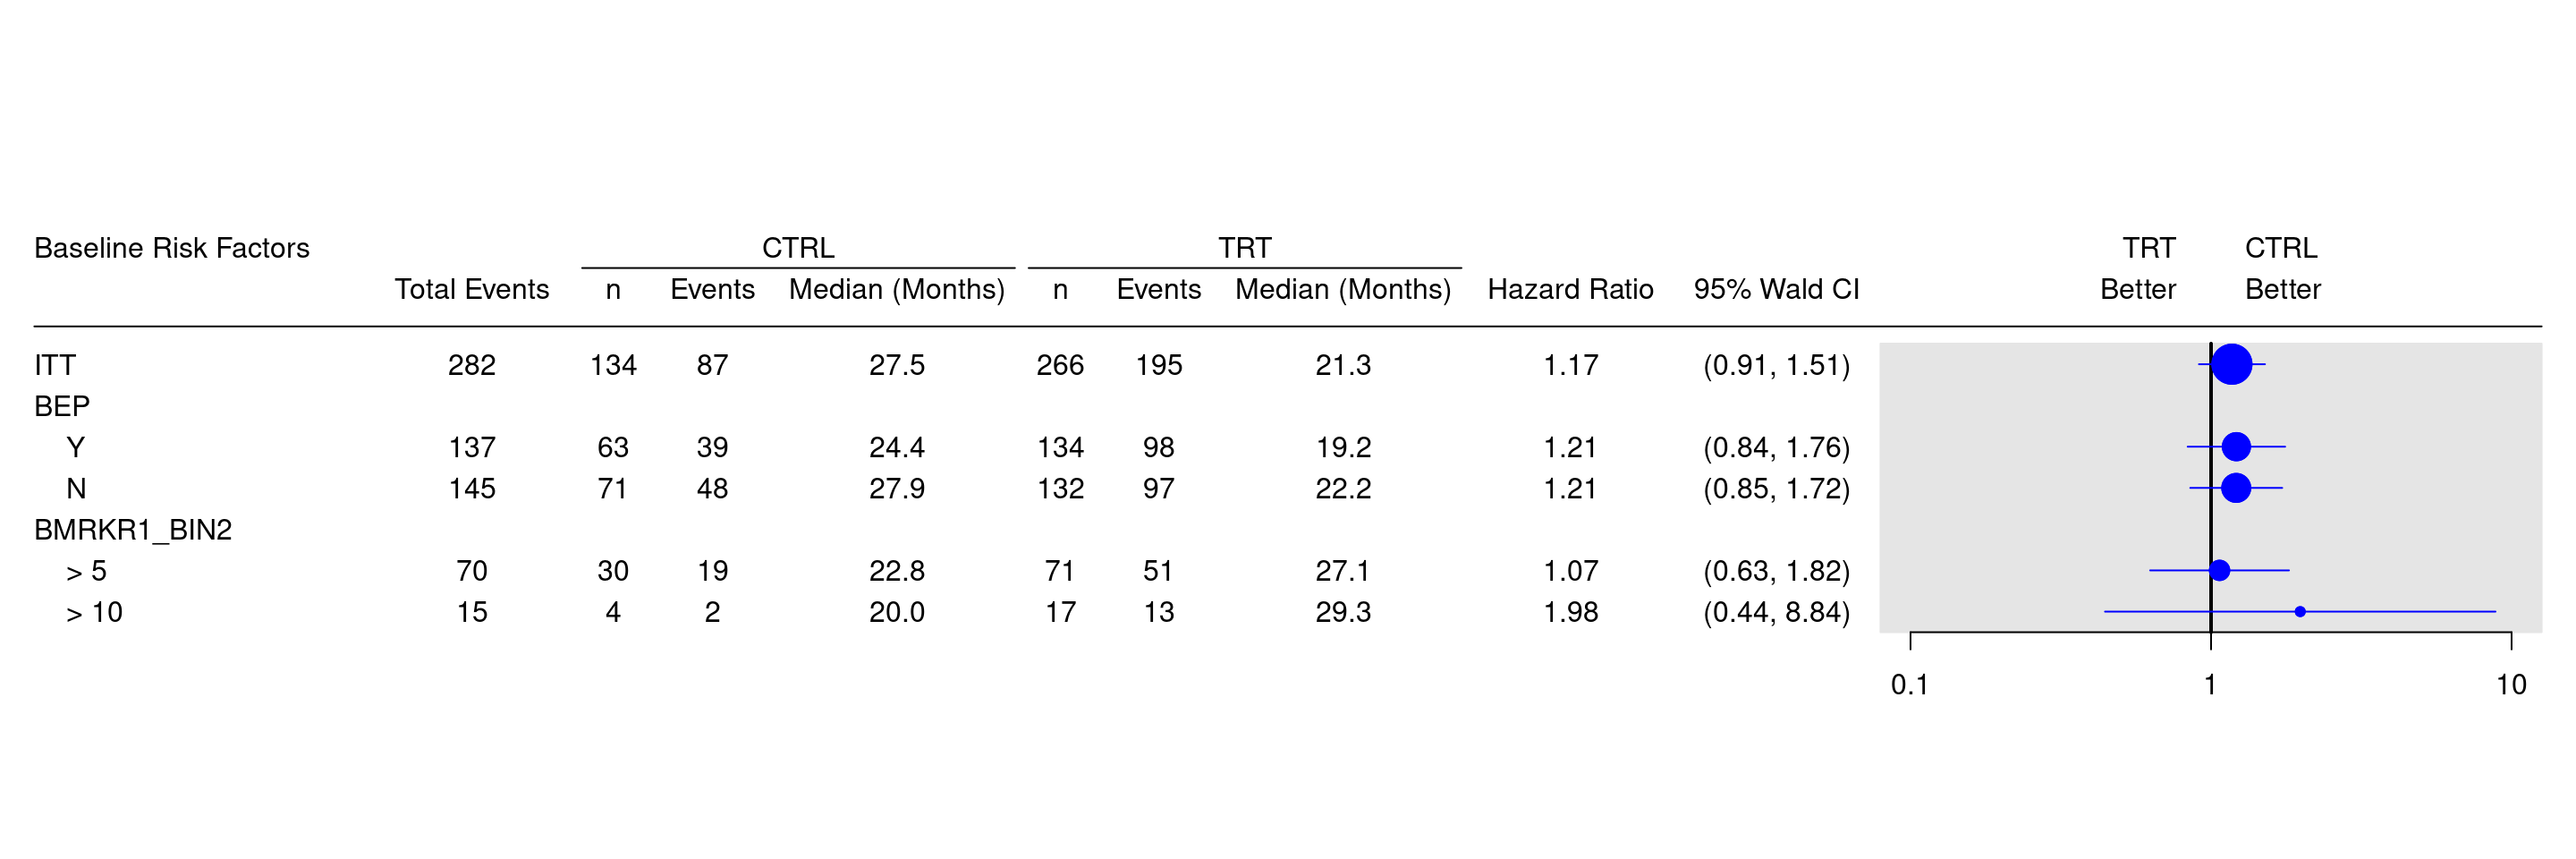 Baseline Risk Factors CTRL TRT TRT CTRL
Total Events n Events Median (Months) n Events Median (Months) Hazard Ratio 95% Wald CI Better Better
ITT 282 134 87 27.5 266 195 21.3 1.17 (0.91, 1.51)
BEP
Y 137 63 39 24.4 134 98 19.2 1.21 (0.84, 1.76)
N 145 71 48 27.9 132 97 22.2 1.21 (0.85, 1.72)
BMRKR1_BIN2
> 5 70 30 19 22.8 71 51 27.1 1.07 (0.63, 1.82)
> 10 15 4 2 20.0 17 13 29.3 1.98 (0.44, 8.84)
0.1 1 10